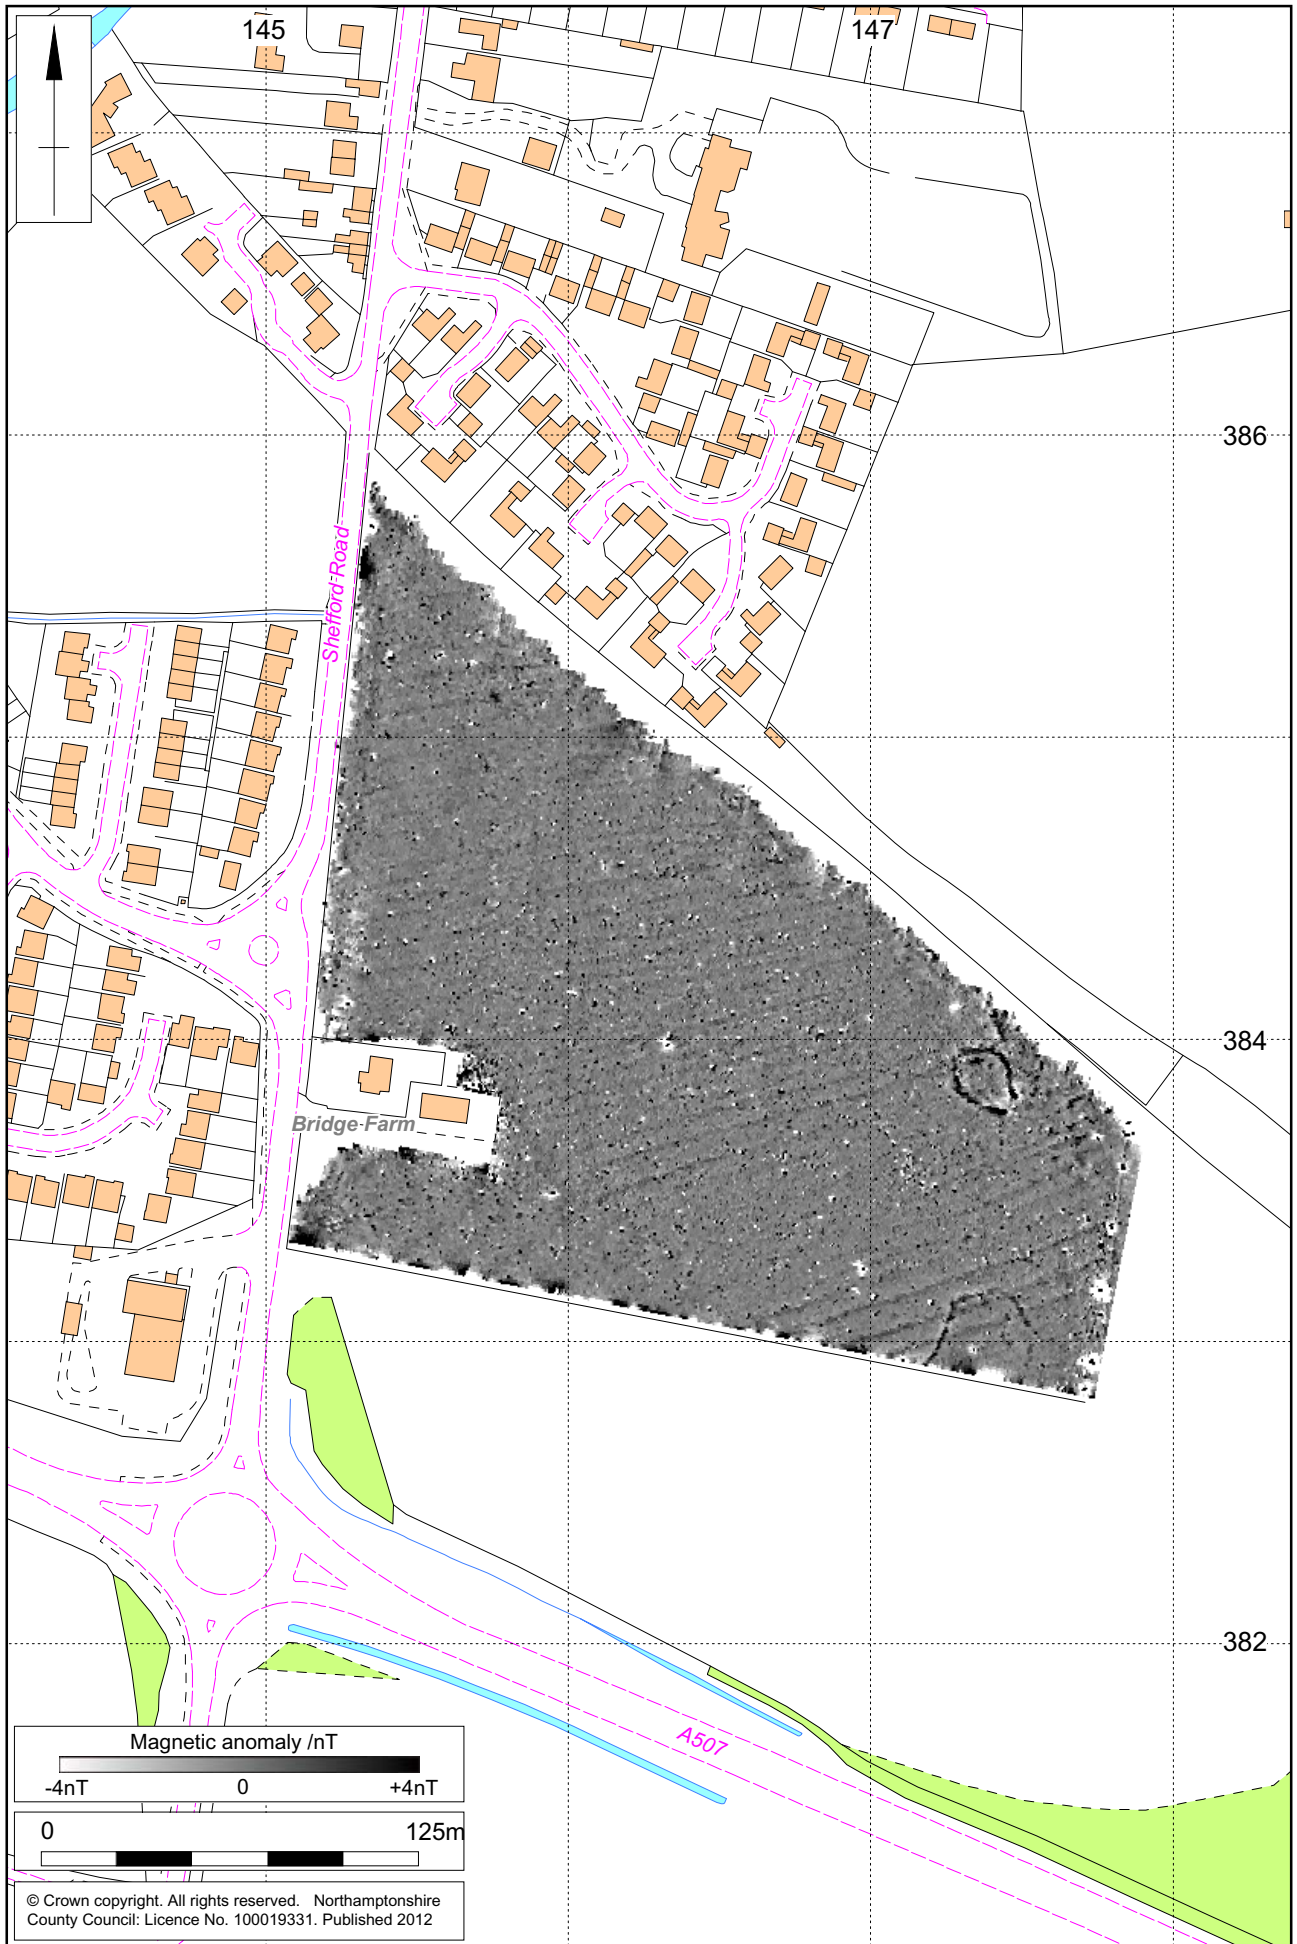 145
147
386
Shefford Road
384
Bridge Farm
382
A507
Magnetic anomaly /nT
-4nT 0 +4nT
0 125m
© Crown copyright. All rights reserved. Northamptonshire
County Council: Licence No. 100019331. Published 2012